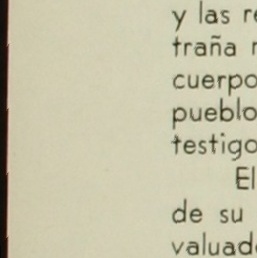 y las re
traña
cuerpo
pueblo
testigo
El
de su
valuad